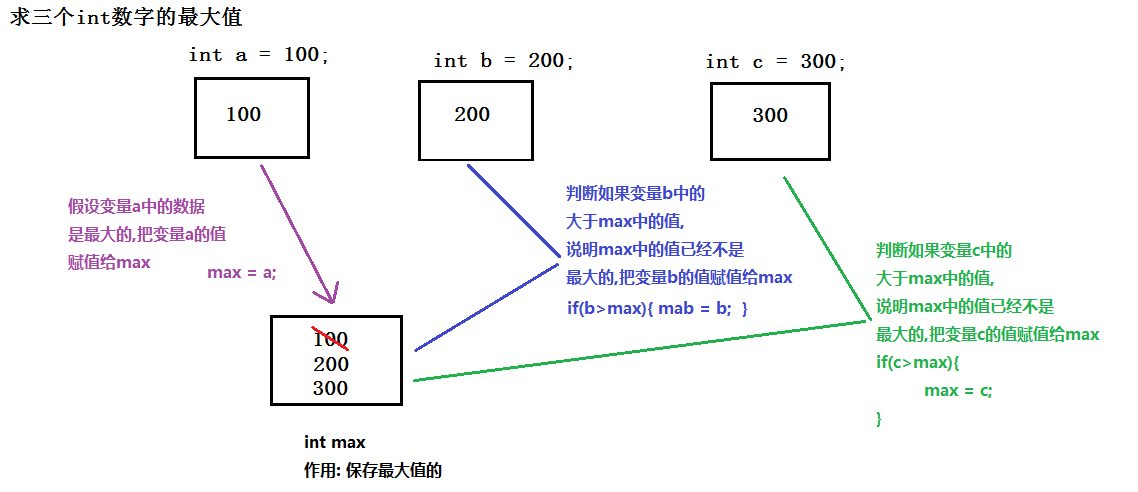 求三个int数字的最大值
int a = 100;
int b = 200;
int c = 300;
100
200
300
假设变量a中的数据
是最大的,把变量a的值
赋值给max
max = a;
判断如果变量b中的
大于max中的值,
说明max中的值已经不是
最大的,把变量b的值赋值给max
if(b>max){ mab = b;  }
判断如果变量c中的
大于max中的值,
说明max中的值已经不是
最大的,把变量c的值赋值给max
if(c>max){
max = c;
}
100
200
300
int max
作用: 保存最大值的